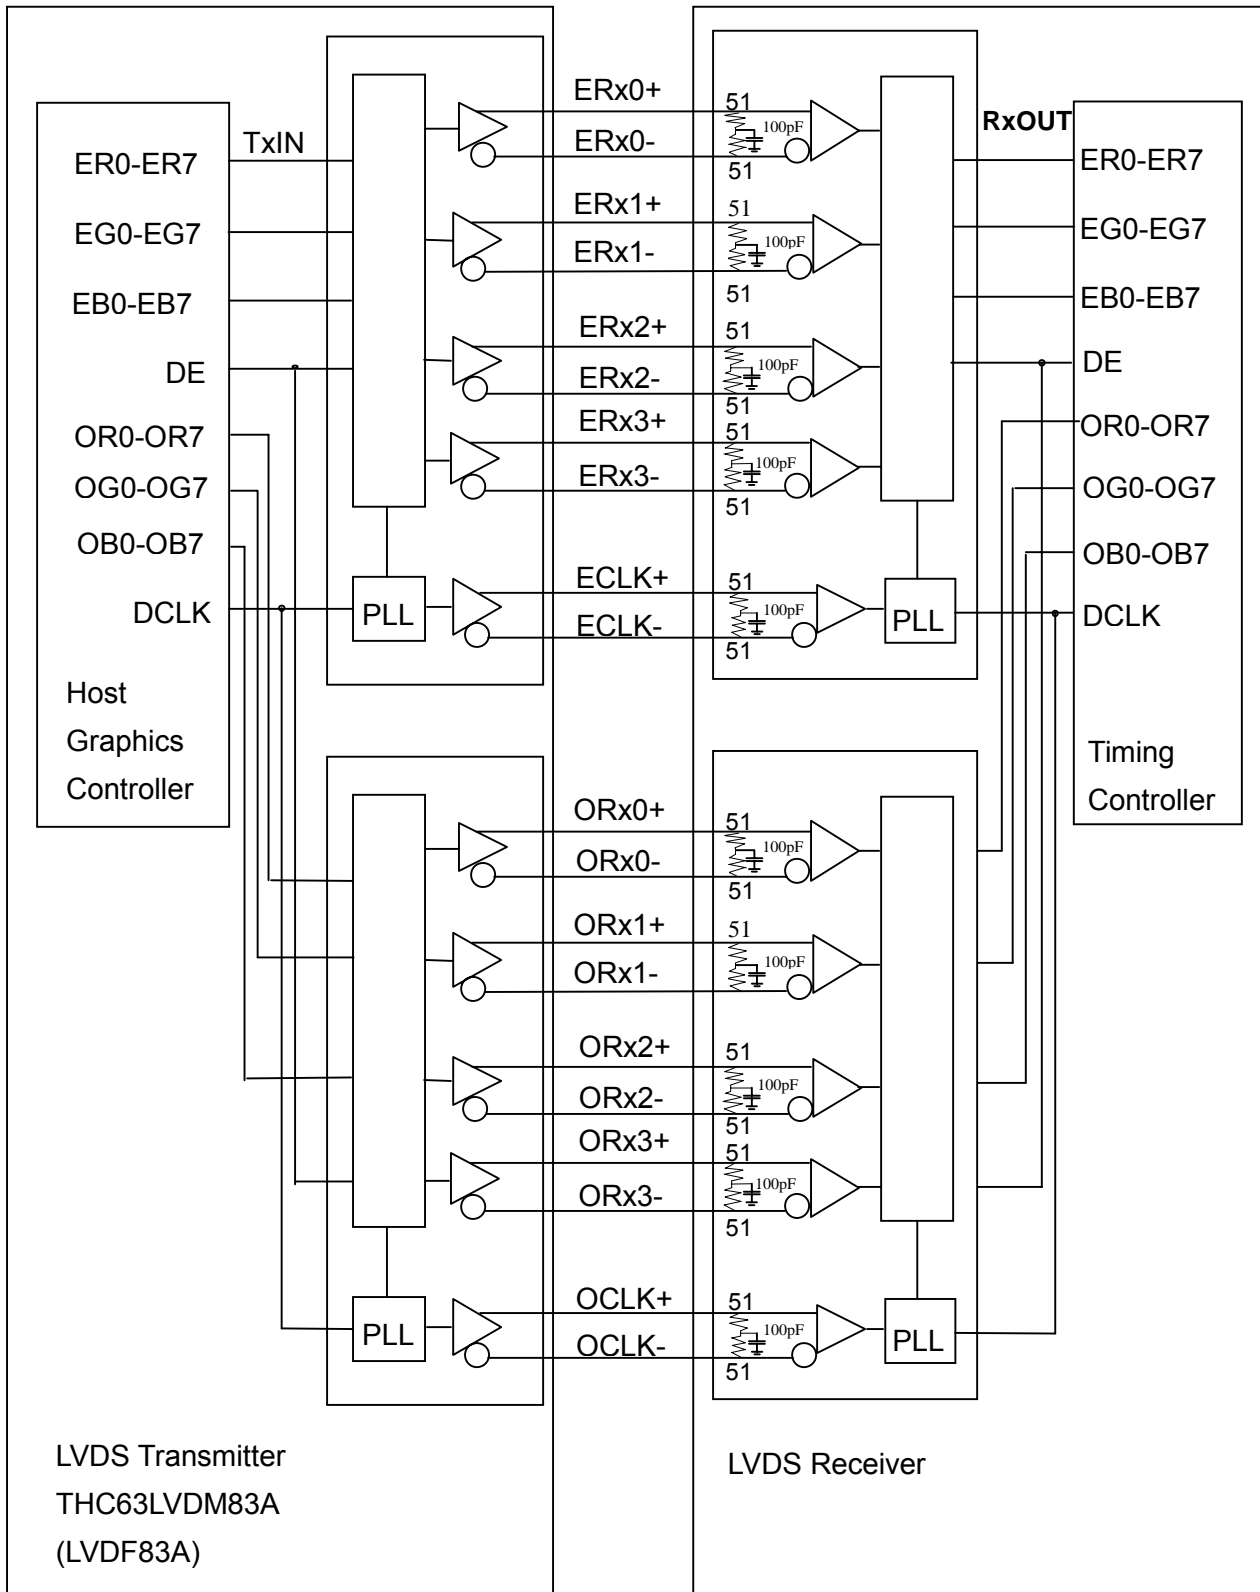 TxIN
ER0-ER7
EG0-EG7
EB0-EB7
DE
OR0-OR7
OG0-OG7
OB0-OB7
DCLK
Host
Graphics
Controller
PLL
ERx0+
ERx0-
ERx1+
ERx1-
ERx2+
ERx2-
ERx3+
ERx3-
ECLK+
ECLK-
51
100pF
51
51
100pF
51
51
100pF
51
51
100pF
51
51
100pF
51
PLL
RxOUT
ER0-ER7
EG0-EG7
EB0-EB7
DE
OR0-OR7
OG0-OG7
OB0-OB7
DCLK
Timing
Controller
PLL
ORx0+
ORx0-
ORx1+
ORx1-
ORx2+
ORx2-
ORx3+
ORx3-
OCLK+
OCLK-
51
100pF
51
51
100pF
51
100pF
51
51
100pF
51
51
100pF
51
PLL
LVDS Transmitter
THC63LVDM83A
(LVDF83A)
LVDS Receiver